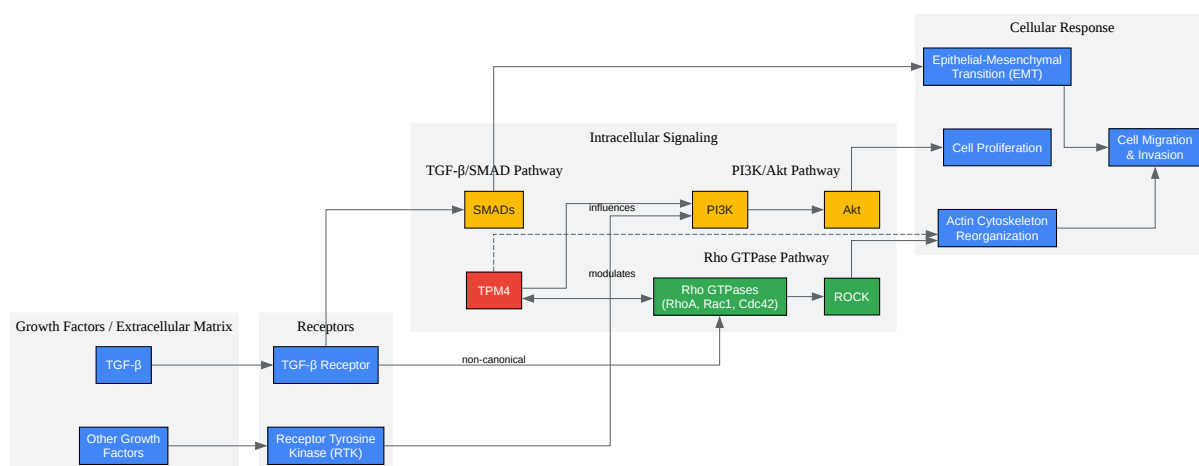 Cellular Response
Epithelial-Mesenchymal
Transition (EMT)
Intracellular Signaling
Cell Proliferation
Cell Migration
& Invasion
TGF-β/SMAD Pathway
PI3K/Akt Pathway
SMADs
influences
PI3K
Akt
Actin Cytoskeleton
Reorganization
Rho GTPase Pathway
modulates
TPM4
Rho GTPases
(RhoA, Rac1, Cdc42)
ROCK
Growth Factors / Extracellular Matrix
Receptors
TGF-β
TGF-β Receptor
non-canonical
Other Growth
Factors
Receptor Tyrosine
Kinase (RTK)